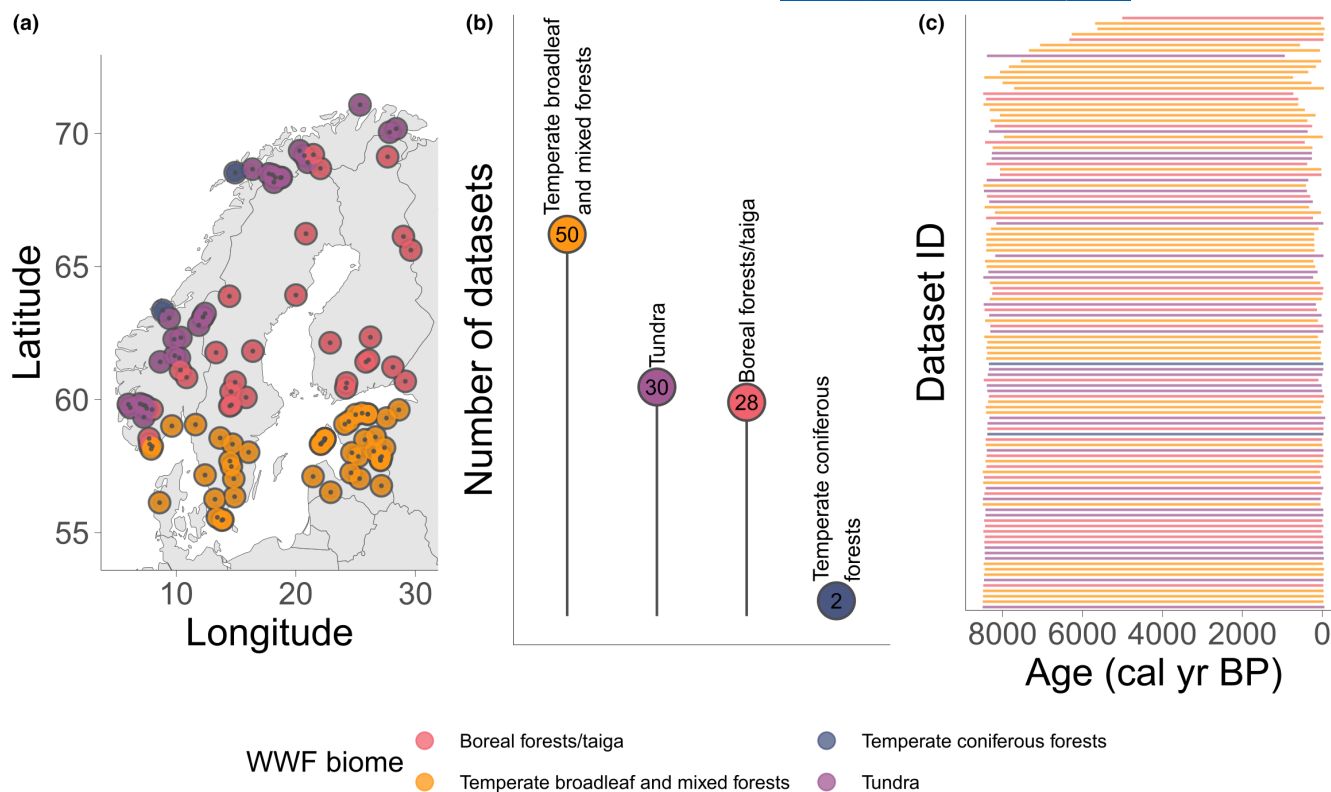 (a)
Latitude
70
65
60
55
10 20 30
Longitude
(b)
Number of datasets
Temperate broadleaf
and mixed forests
50
Tundra
30
Boreal forests/taiga
28
Temperate coniferous
forests
2
(c)
Dataset ID
8000 6000 4000 2000 0
Age (cal yr BP)
WWF biome
Boreal forests/taiga
Temperate broadleaf and mixed forests
Temperate coniferous forests
Tundra